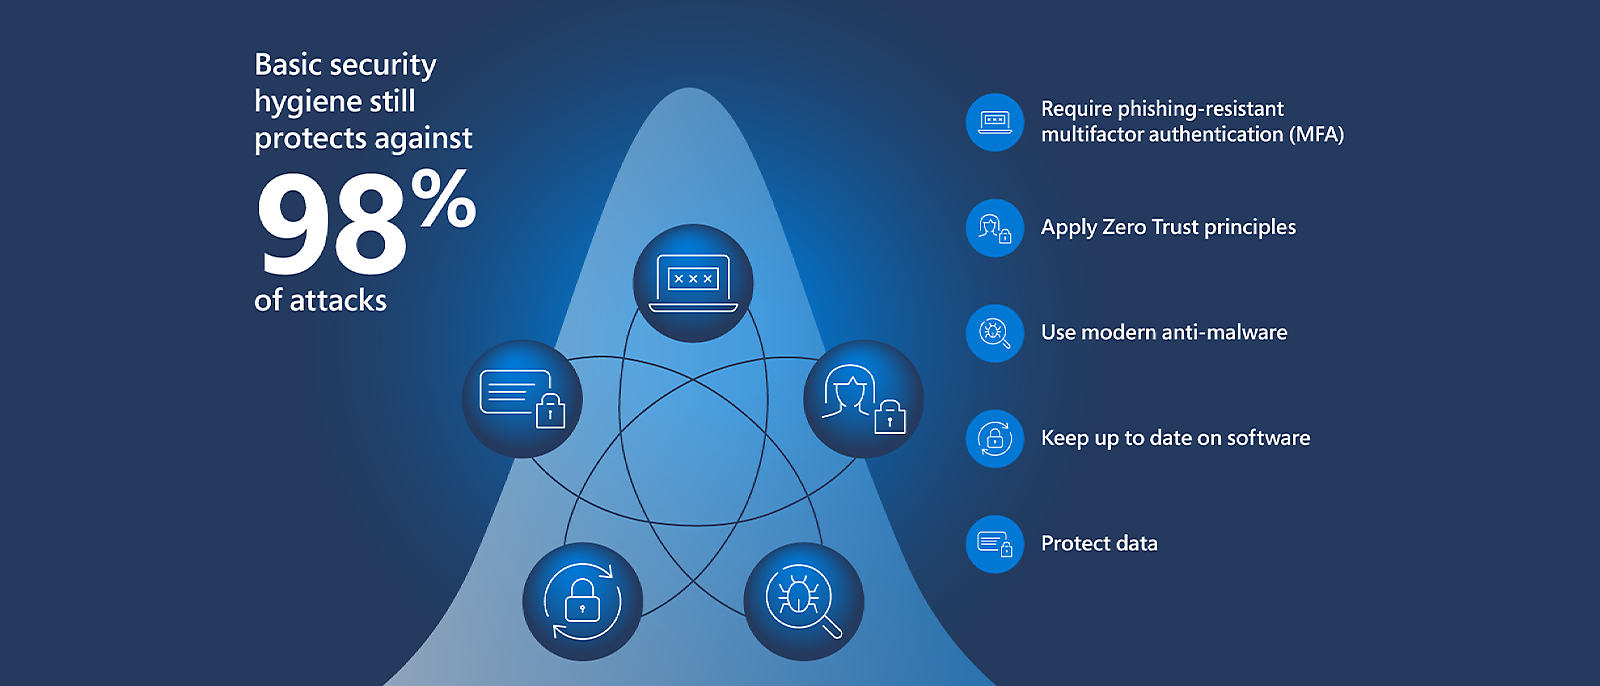 Basic security
hygiene still
protects against
98%
of attacks
Require phishing-resistant
multifactor authentication (MFA)
Apply Zero Trust principles
Use modern anti-malware
Keep up to date on software
Protect data